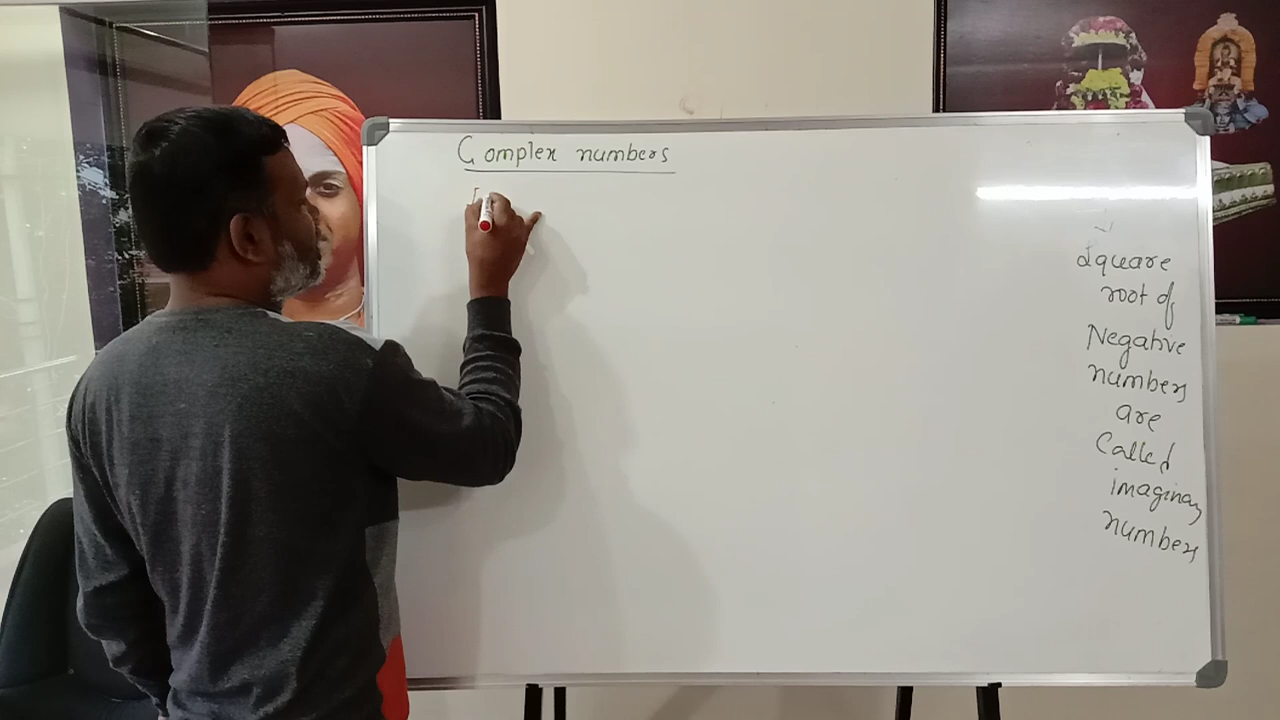 Complex numbers
Square
root of
Negative
numbers
are
Called
imaginary
numbers